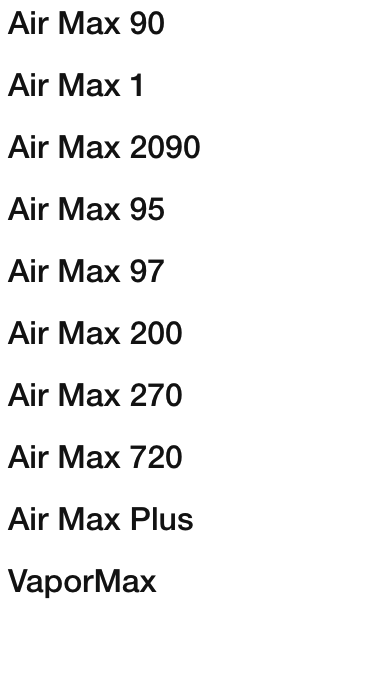 Air Max 90
Air Max 1
Air Max 2090
Air Max 95
Air Max 97
Air Max 200
Air Max 270
Air Max 720
Air Max Plus
VaporMax